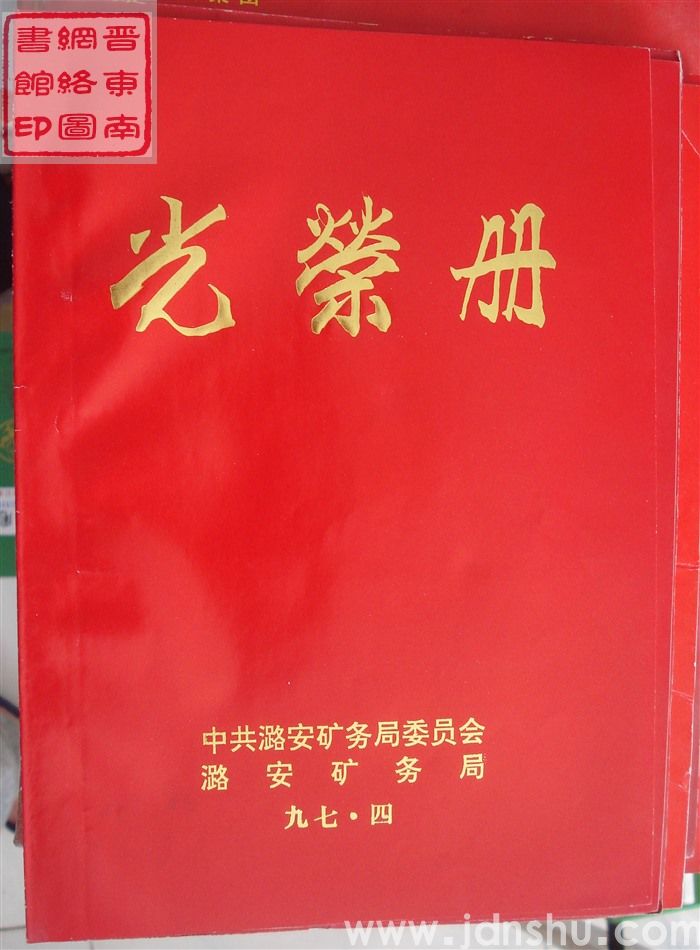 晋東南
網絡圖
書館印
光榮册
中共潞安矿务局委员会
潞安矿务局
九七·四
www.jdnshu.com